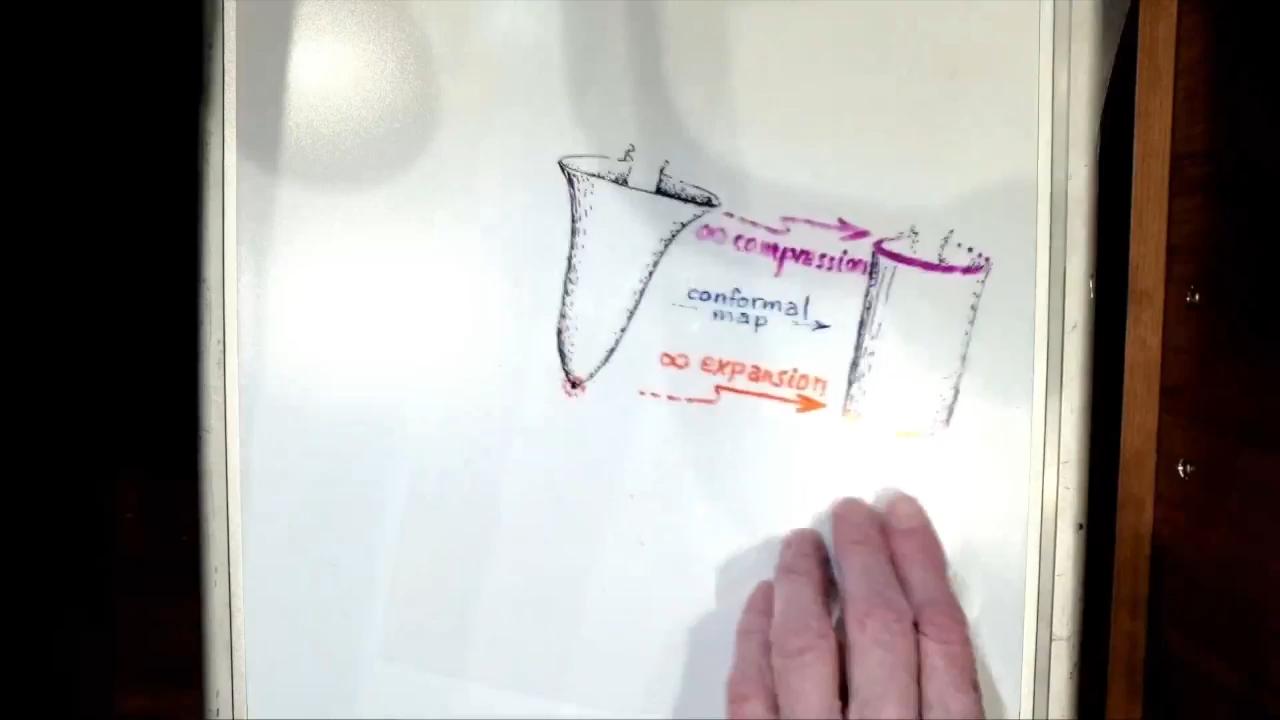 ∞ compression
conformal
map
∞ expansion